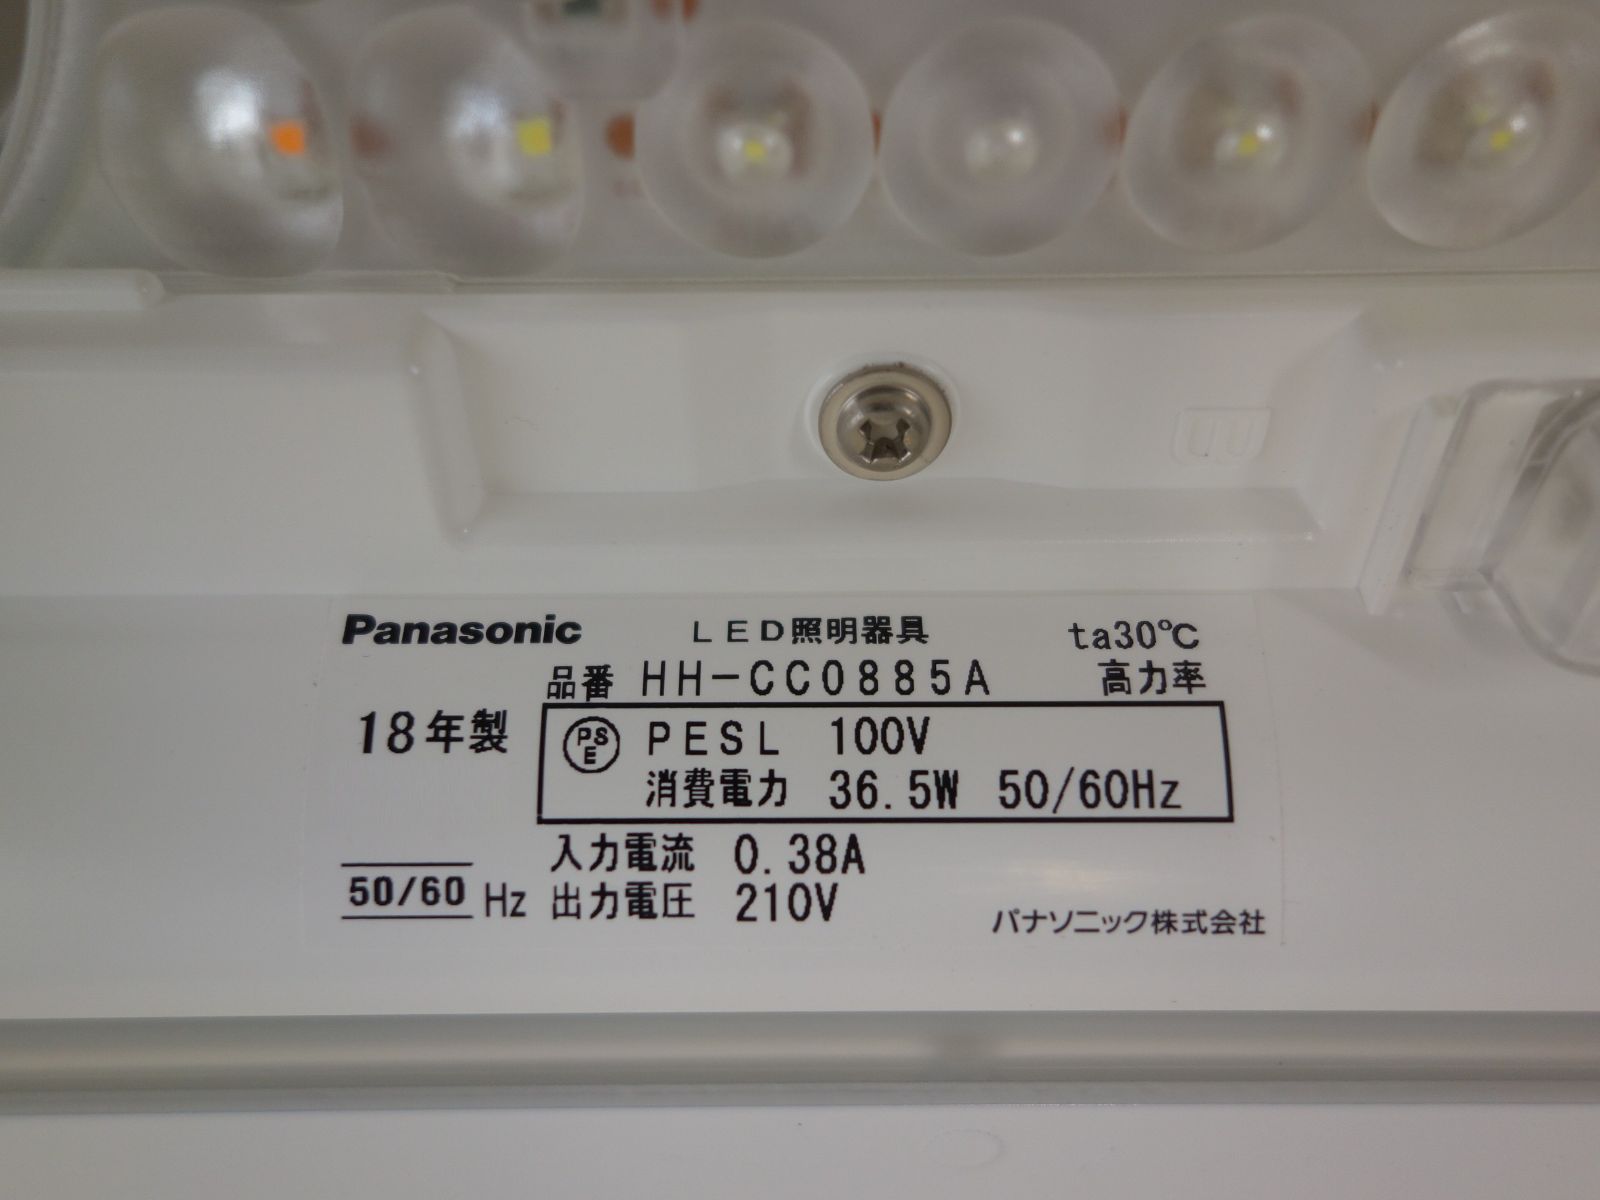 Panasonic LED照明器具 ta30℃
品番 HH-CC0885A 高力率
18年製
PSE PESL 100V
消費電力 36.5W 50/60Hz
入力電流 0.38A
50/60 Hz 出力電圧 210V
パナソニック株式会社
B